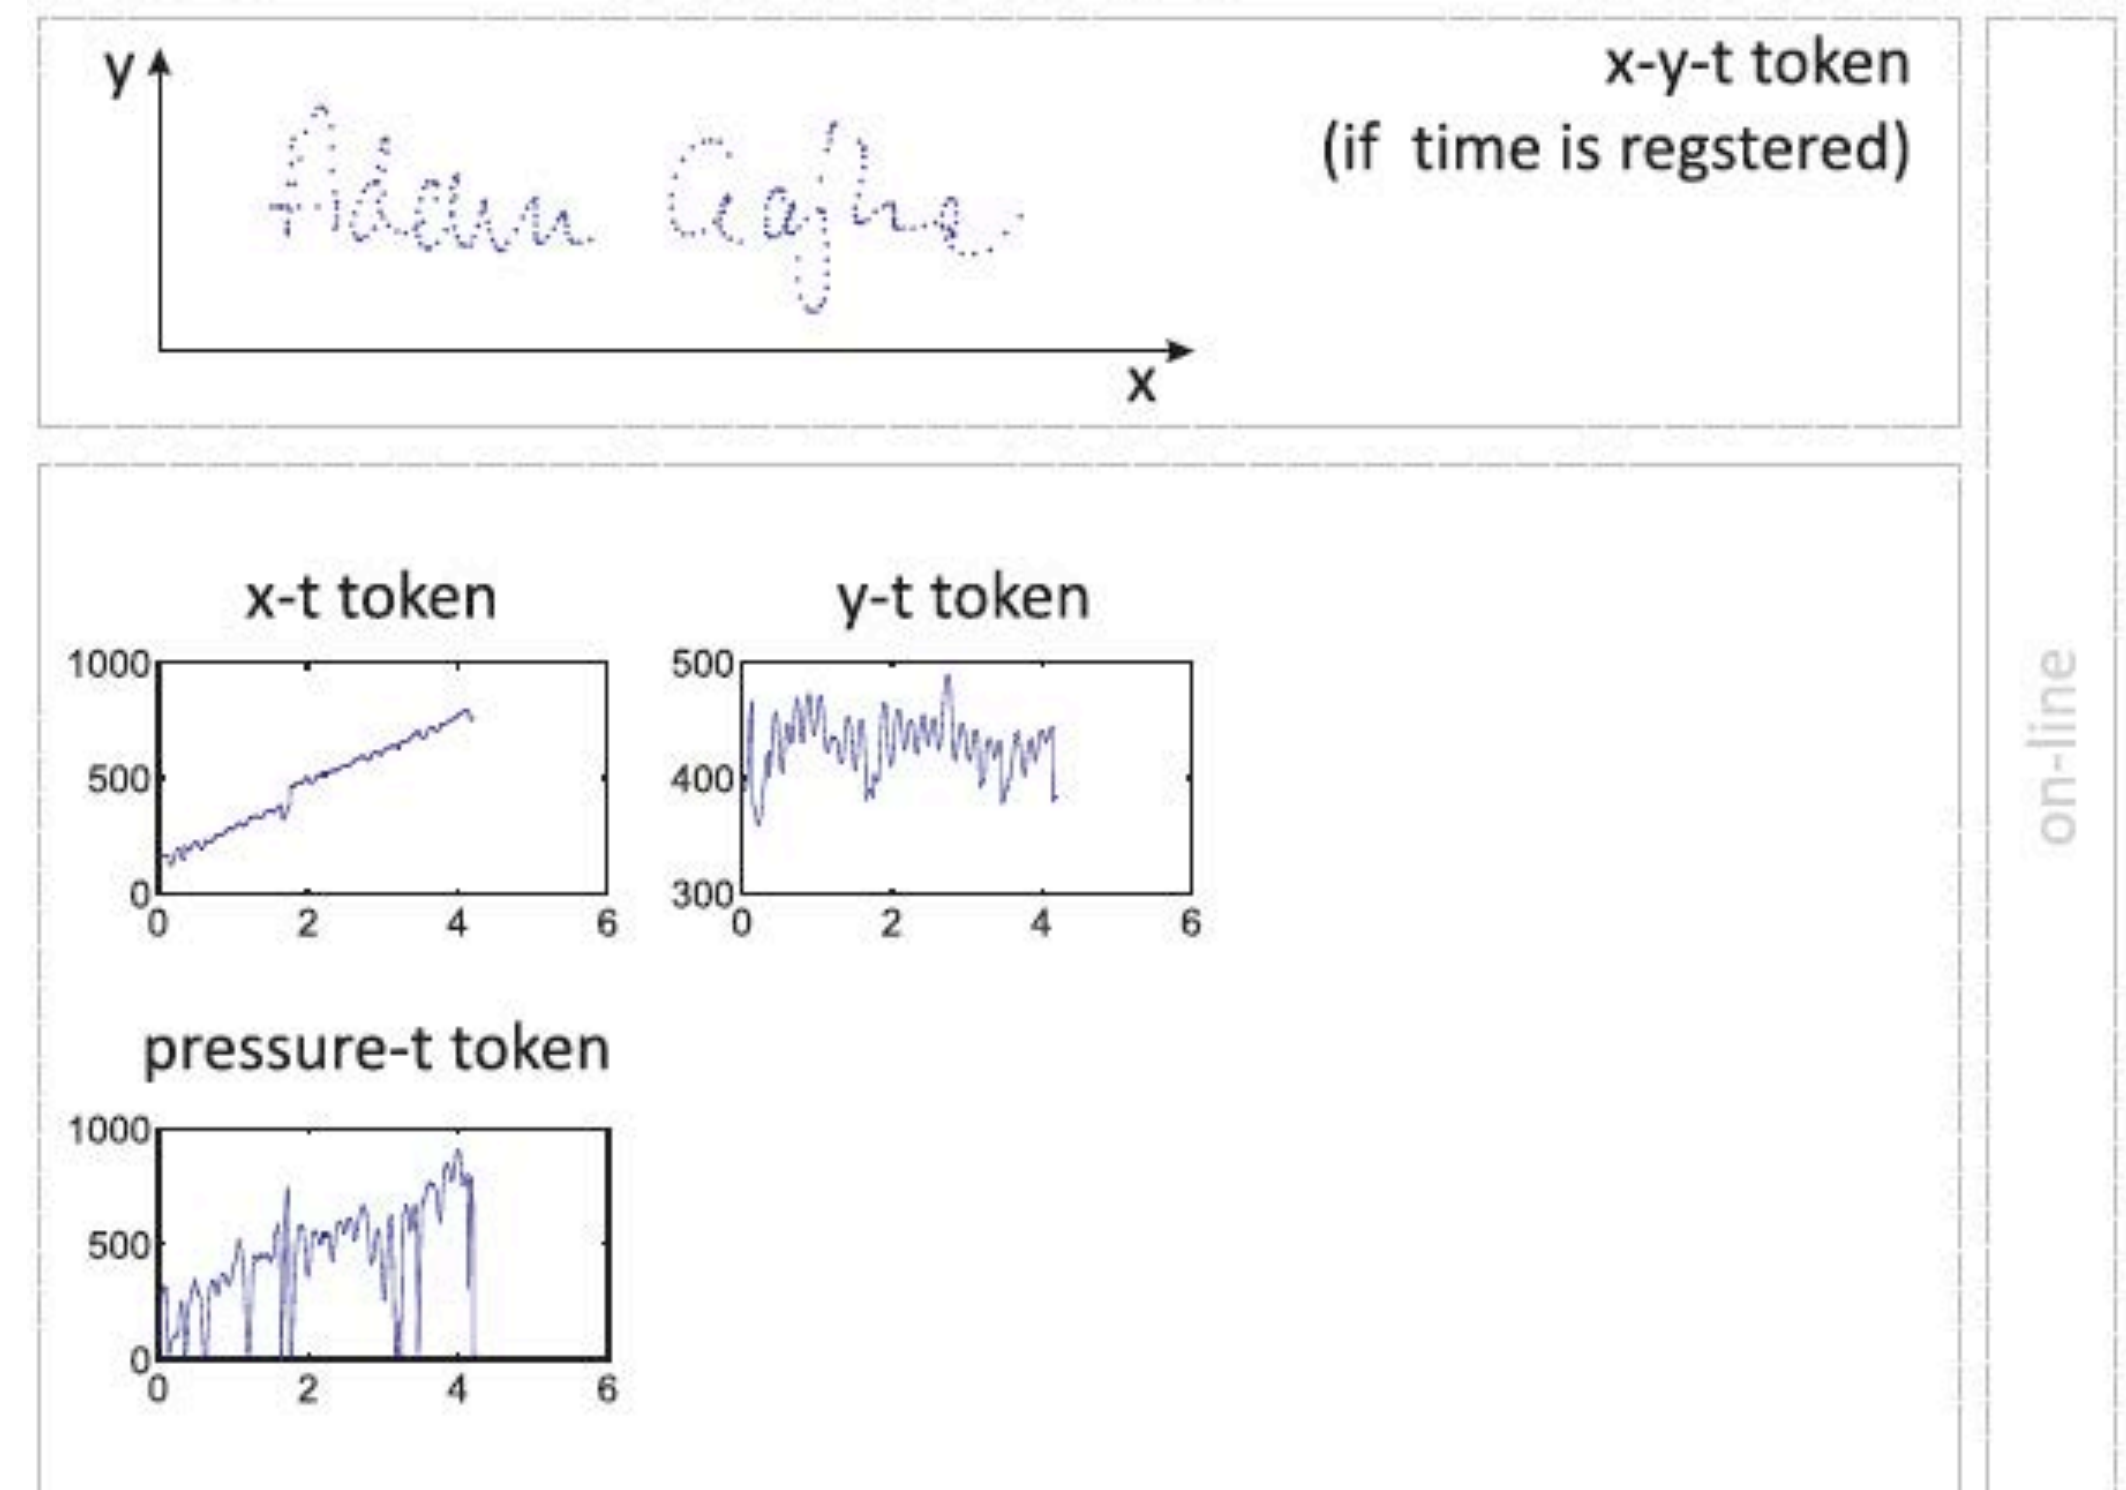 y
x-y-t token
(if time is regstered)
Adam
x
x-t token
y-t token
1000
500
0
0 2 4 6
500
400
300
0 2 4 6
pressure-t token
1000
500
0
0 2 4 6
on-line